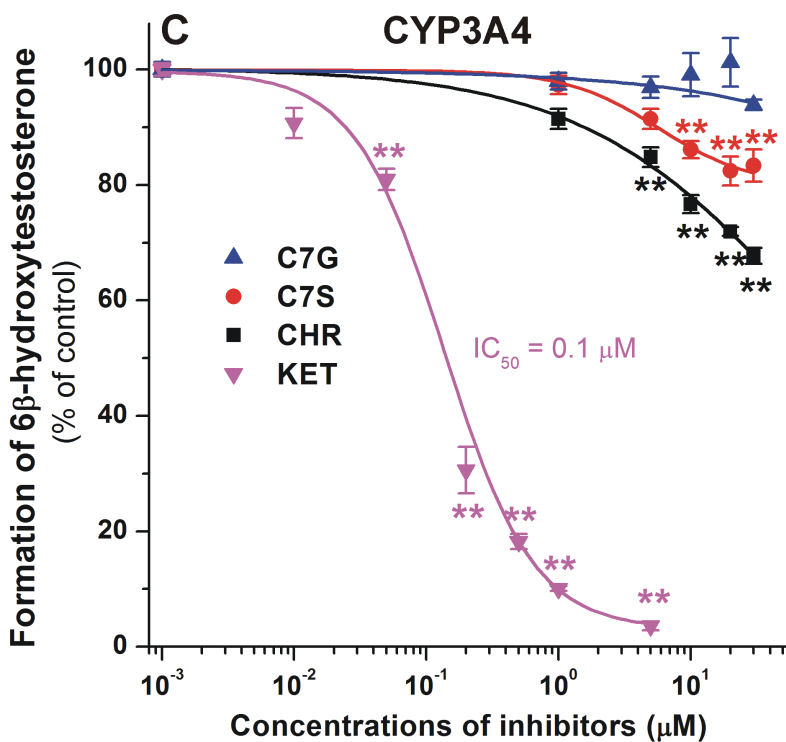 C
CYP3A4
Formation of 6β-hydroxytestosterone
(% of control)
100
80
60
40
20
0
**
**
**
**
**
**
**
**
**
**
**
**
C7G
C7S
CHR
KET
IC50 = 0.1 μM
10-3
10-2
10-1
100
101
Concentrations of inhibitors (μM)